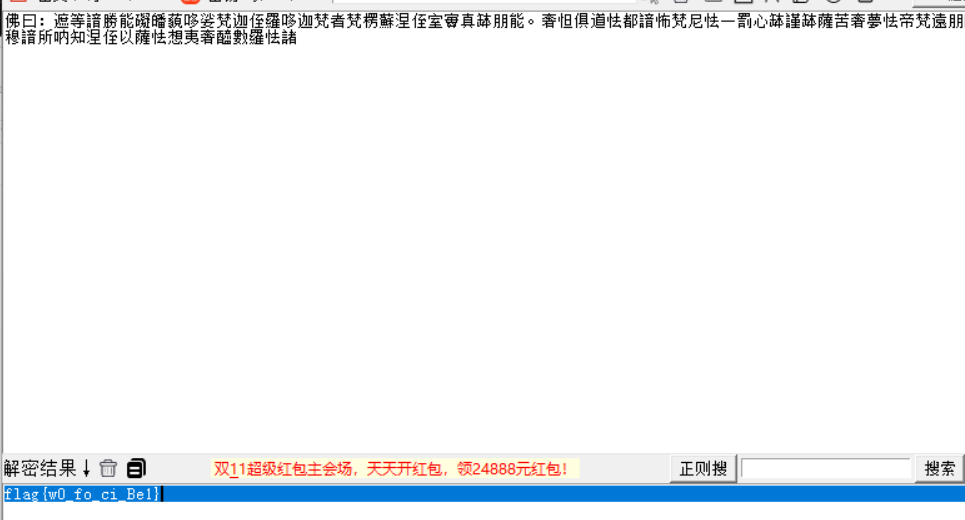 佛曰：遮等諳勝能礙皤藐哆娑梵迦侄羅哆迦梵者梵楞蘇涅侄室實真缽朋能。奢怛俱道怯都諳怖梵尼怯一罰心缽謹缽薩苦奢夢怯帝梵遠朋
穆諳所吶知涅侄以薩怯想夷奢醯數羅怯諸
解密结果↓
双11超级红包主会场，天天开红包，领24888元红包！
正则搜
搜索
flag{w0_fo_ci_Be1}